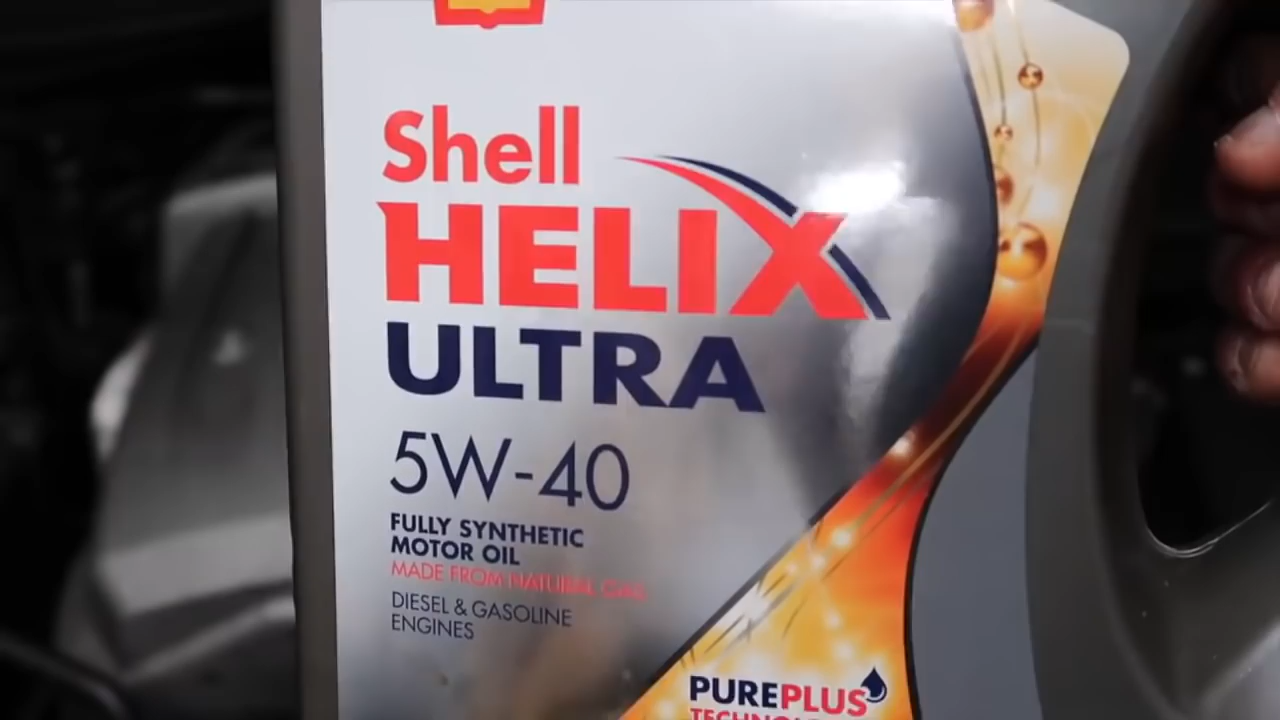 Shell
HELIX
ULTRA
5W-40
FULLY SYNTHETIC
MOTOR OIL
MADE FROM NATURAL GAS
DIESEL & GASOLINE
ENGINES
PUREPLUS